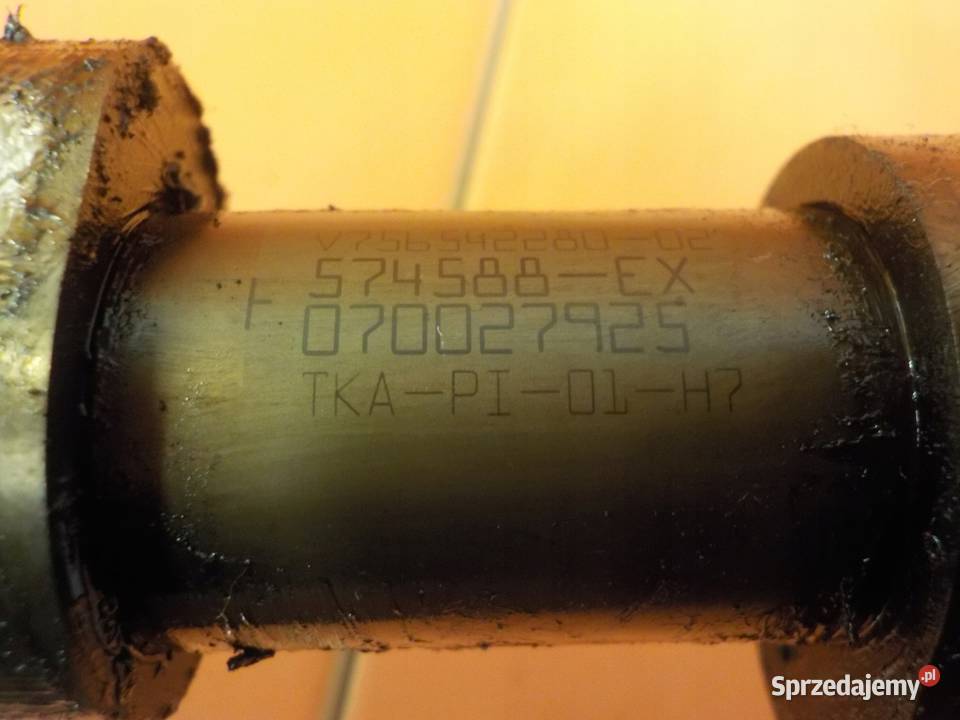 V756542280-02
574588-EX
070027925
TKA-PI-01-H7
Sprzedajemy.pl